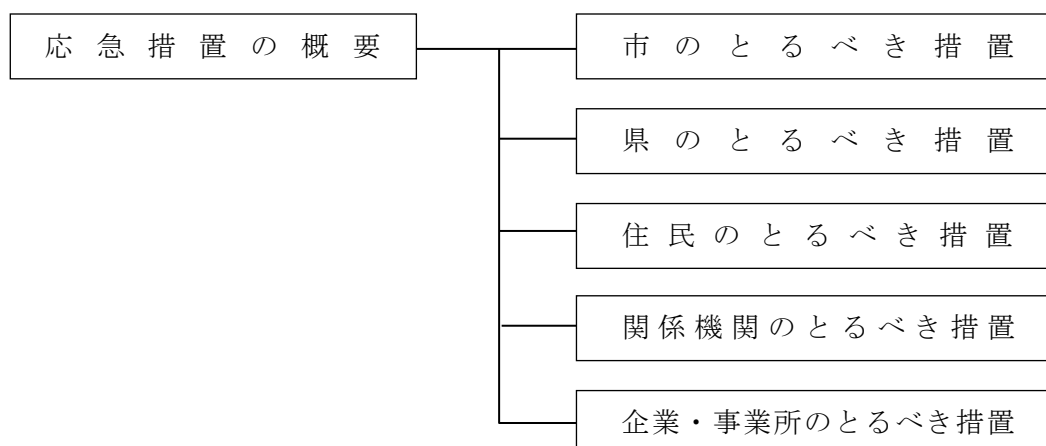 応急措置の概要
市のとるべき措置
県のとるべき措置
住民のとるべき措置
関係機関のとるべき措置
企業・事業所のとるべき措置